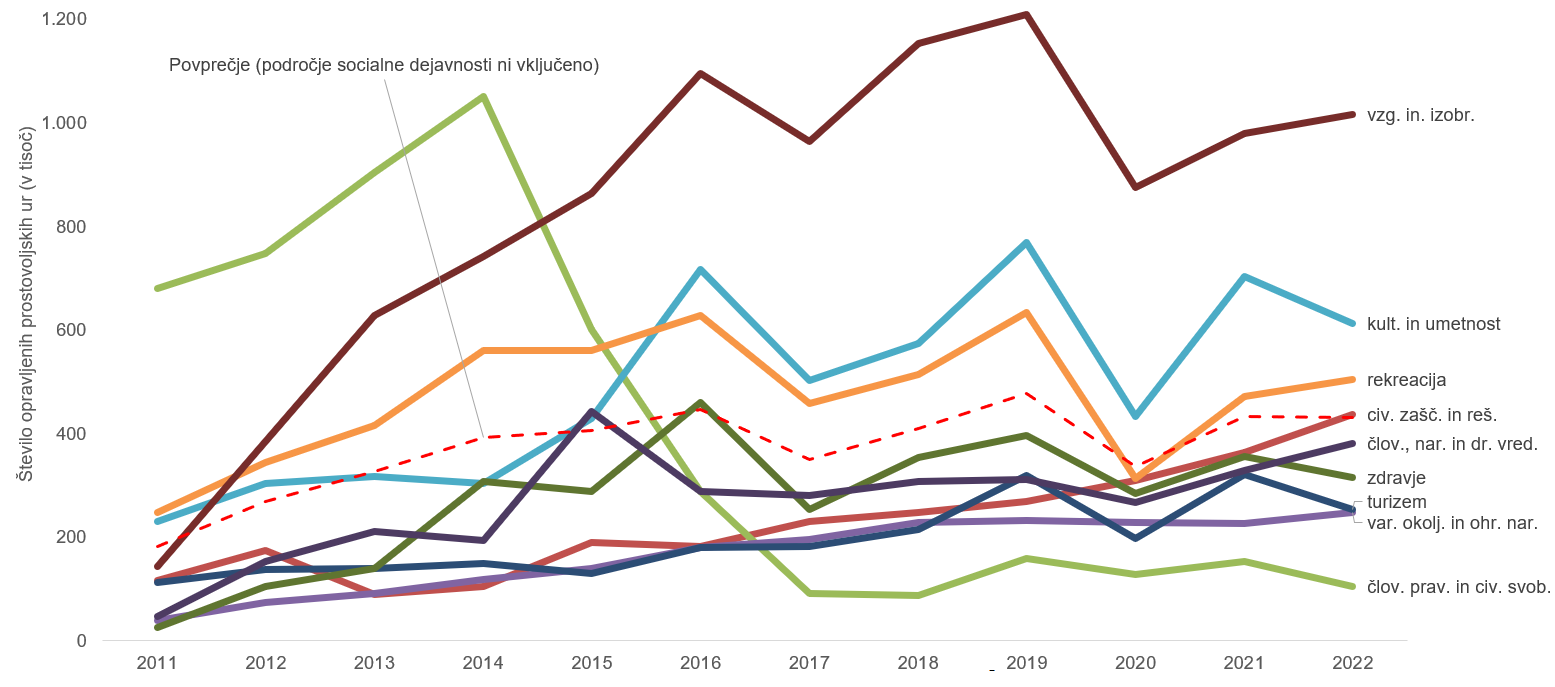 Število opravljenih prostovoljskih ur (v tisoč)
1.200
1.000
800
600
400
200
0
Povprečje (področje socialne dejavnosti ni vključeno)
vzg. in. izobr.
kult. in umetnost
rekreacija
civ. zašč. in reš.
člov., nar. in dr. vred.
zdravje
turizem
var. okolj. in ohr. nar.
člov. prav. in civ. svob.
2011 2012 2013 2014 2015 2016 2017 2018 2019 2020 2021 2022